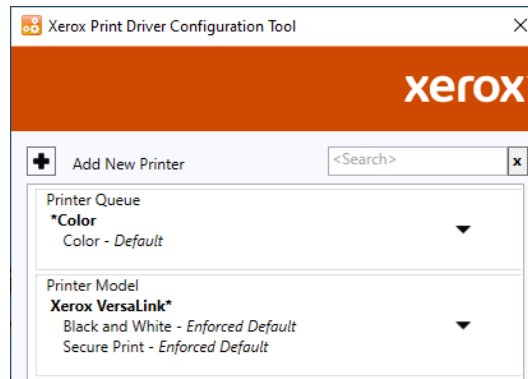 Xerox Print Driver Configuration Tool
xerox
Add New Printer
<Search>
x
Printer Queue
*Color
Color - Default
Printer Model
Xerox VersaLink*
Black and White - Enforced Default
Secure Print - Enforced Default